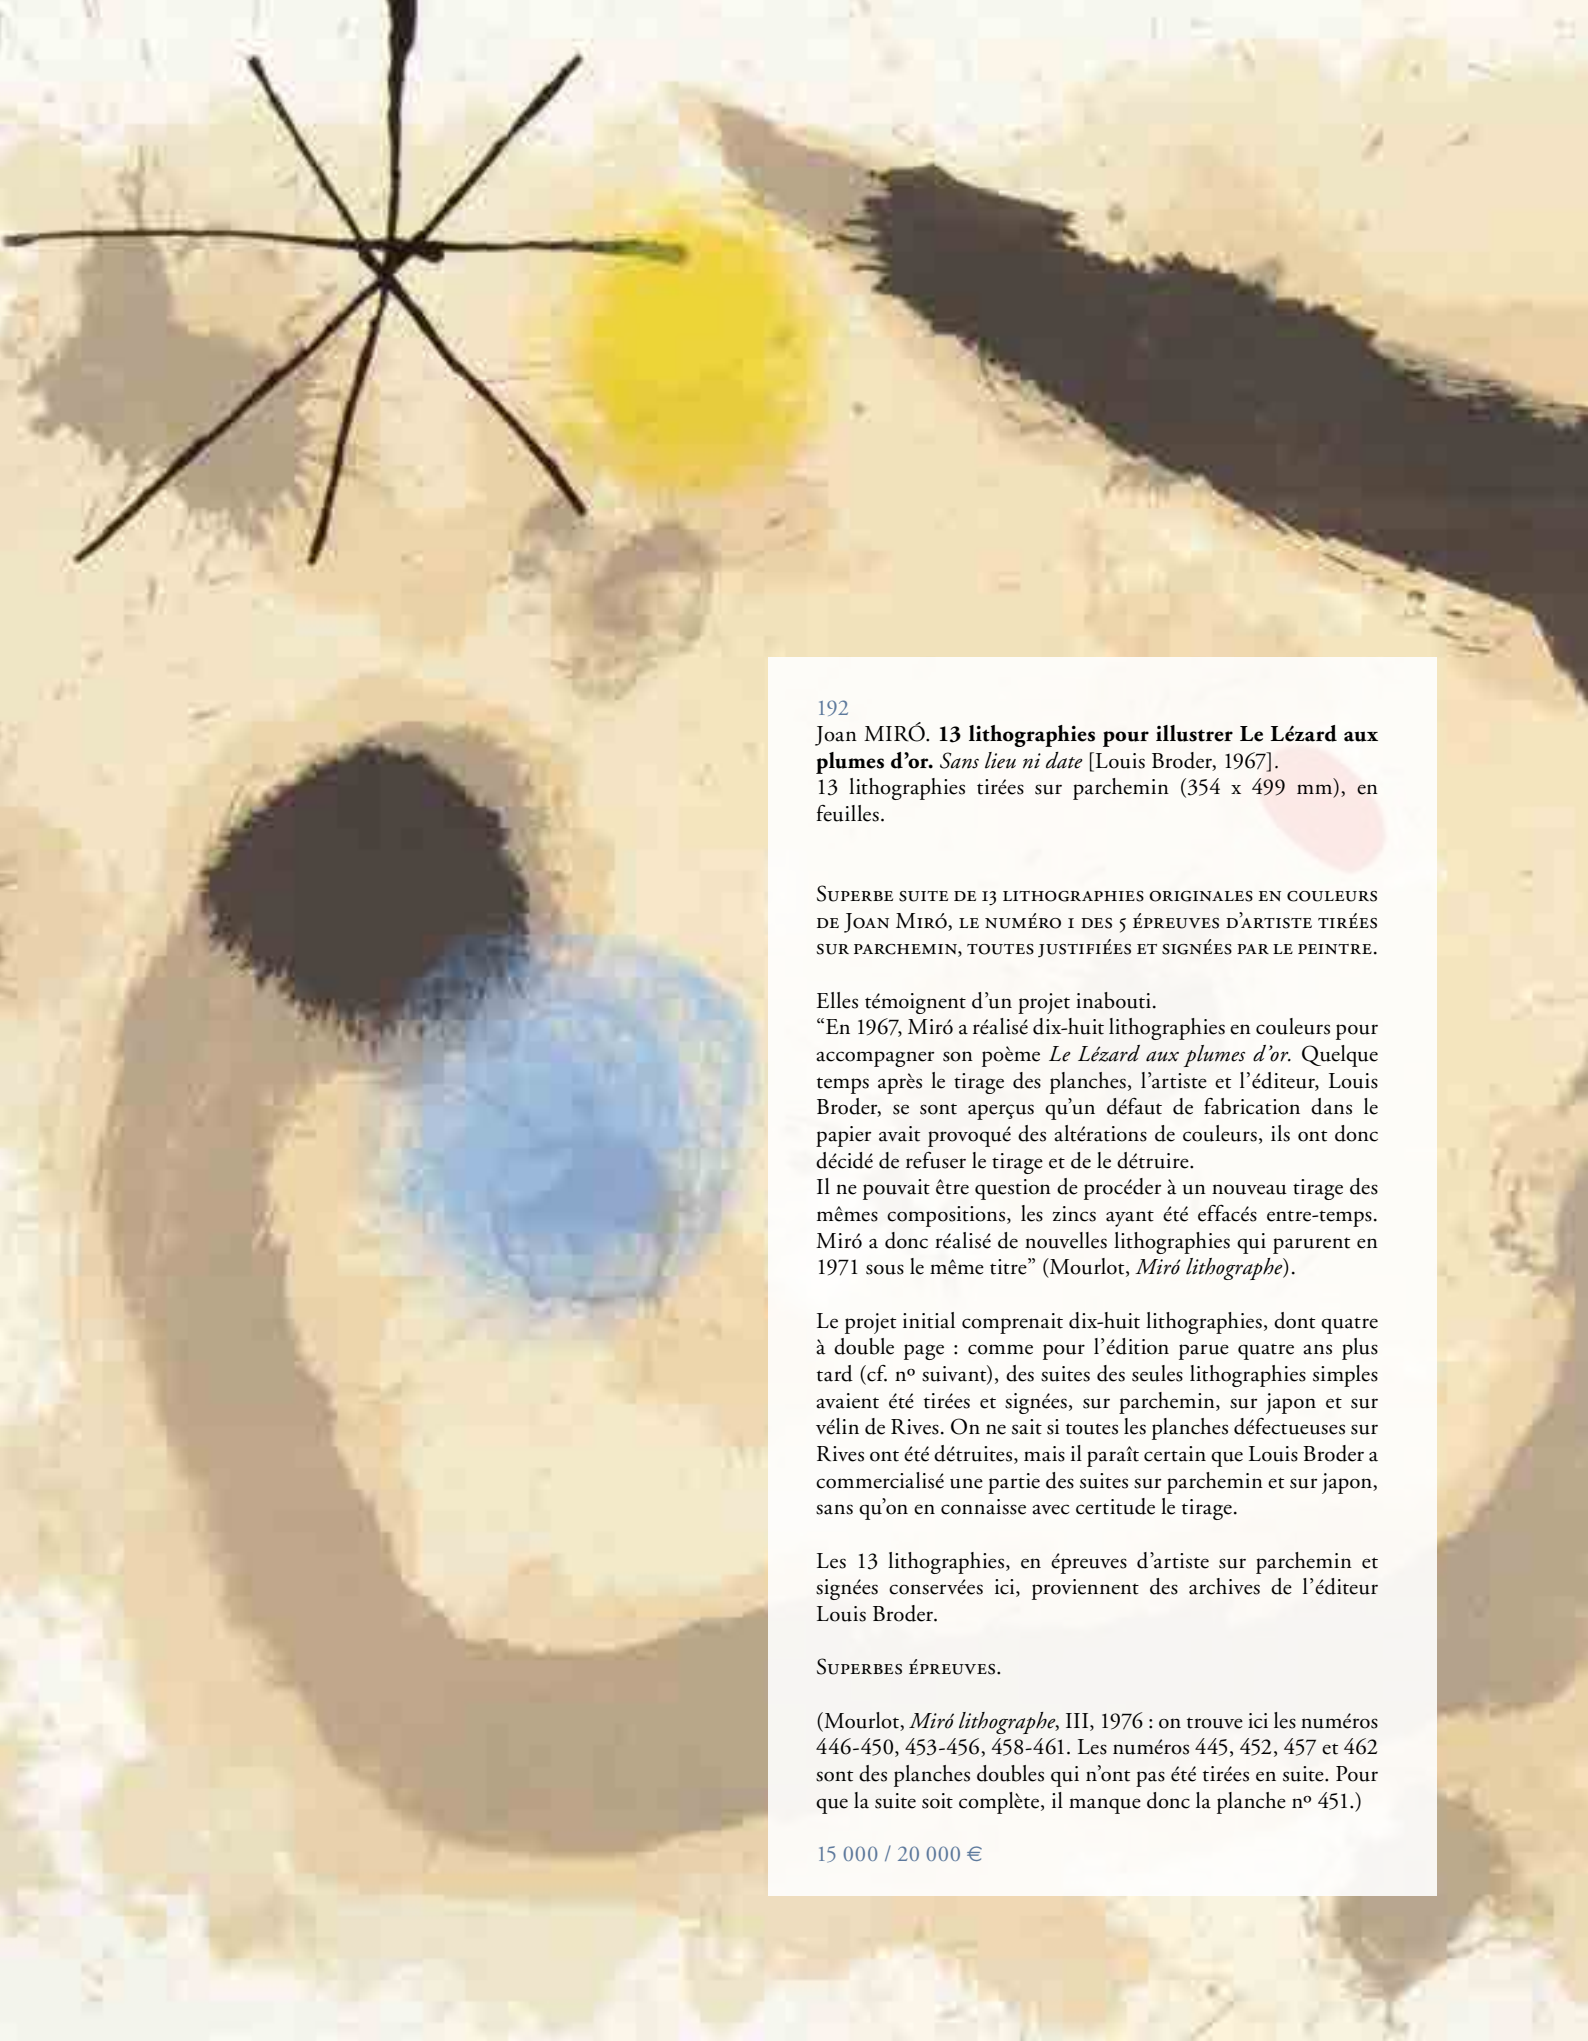 192
Joan MIRÓ. 13 lithographies pour illustrer Le Lézard aux
plumes d’or. Sans lieu ni date [Louis Broder, 1967].
13 lithographies tirées sur parchemin (354 x 499 mm), en
feuilles.
Superbe suite de 13 lithographies originales en couleurs
de Joan Miró, le numéro 1 des 5 épreuves d’artiste tirées
sur parchemin, toutes justifiées et signées par le peintre.
Elles témoignent d’un projet inabouti.
“En 1967, Miró a réalisé dix-huit lithographies en couleurs pour
accompagner son poème Le Lézard aux plumes d’or. Quelque
temps après le tirage des planches, l’artiste et l’éditeur, Louis
Broder, se sont aperçus qu’un défaut de fabrication dans le
papier avait provoqué des altérations de couleurs, ils ont donc
décidé de refuser le tirage et de le détruire.
Il ne pouvait être question de procéder à un nouveau tirage des
mêmes compositions, les zincs ayant été effacés entre-temps.
Miró a donc réalisé de nouvelles lithographies qui parurent en
1971 sous le même titre” (Mourlot, Miró lithographe).
Le projet initial comprenait dix-huit lithographies, dont quatre
à double page : comme pour l’édition parue quatre ans plus
tard (cf. nº suivant), des suites des seules lithographies simples
avaient été tirées et signées, sur parchemin, sur japon et sur
vélin de Rives. On ne sait si toutes les planches défectueuses sur
Rives ont été détruites, mais il paraît certain que Louis Broder a
commercialisé une partie des suites sur parchemin et sur japon,
sans qu’on en connaisse avec certitude le tirage.
Les 13 lithographies, en épreuves d’artiste sur parchemin et
signées conservées ici, proviennent des archives de l’éditeur
Louis Broder.
Superbes épreuves.
(Mourlot, Miró lithographe, III, 1976 : on trouve ici les numéros
446-450, 453-456, 458-461. Les numéros 445, 452, 457 et 462
sont des planches doubles qui n’ont pas été tirées en suite. Pour
que la suite soit complète, il manque donc la planche nº 451.)
15 000 / 20 000 €